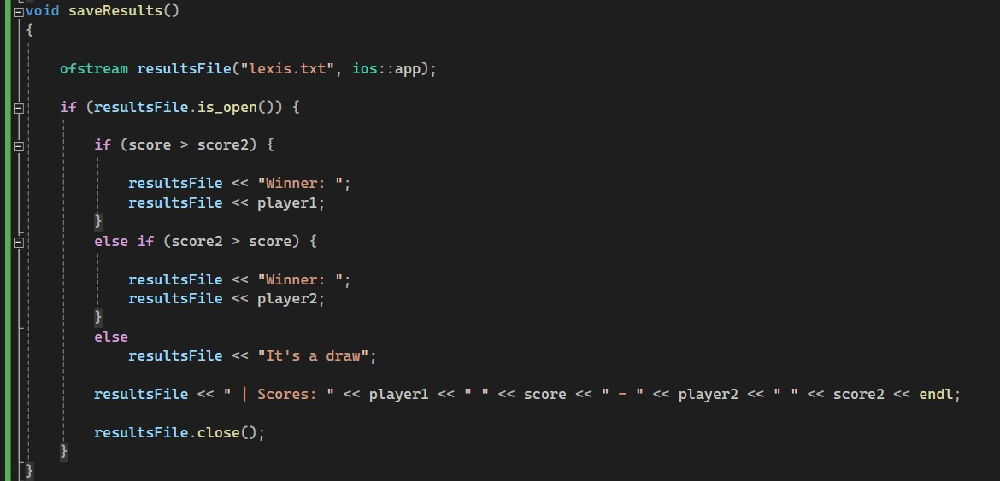 void saveResults()
{
ofstream resultsFile("lexis.txt", ios::app);
if (resultsFile.is_open()) {
if (score > score2) {
resultsFile << "Winner: ";
resultsFile << player1;
}
else if (score2 > score) {
resultsFile << "Winner: ";
resultsFile << player2;
}
else
resultsFile << "It's a draw";
resultsFile << " | Scores: " << player1 << " " << score << " - " << player2 << " " << score2 << endl;
resultsFile.close();
}
}